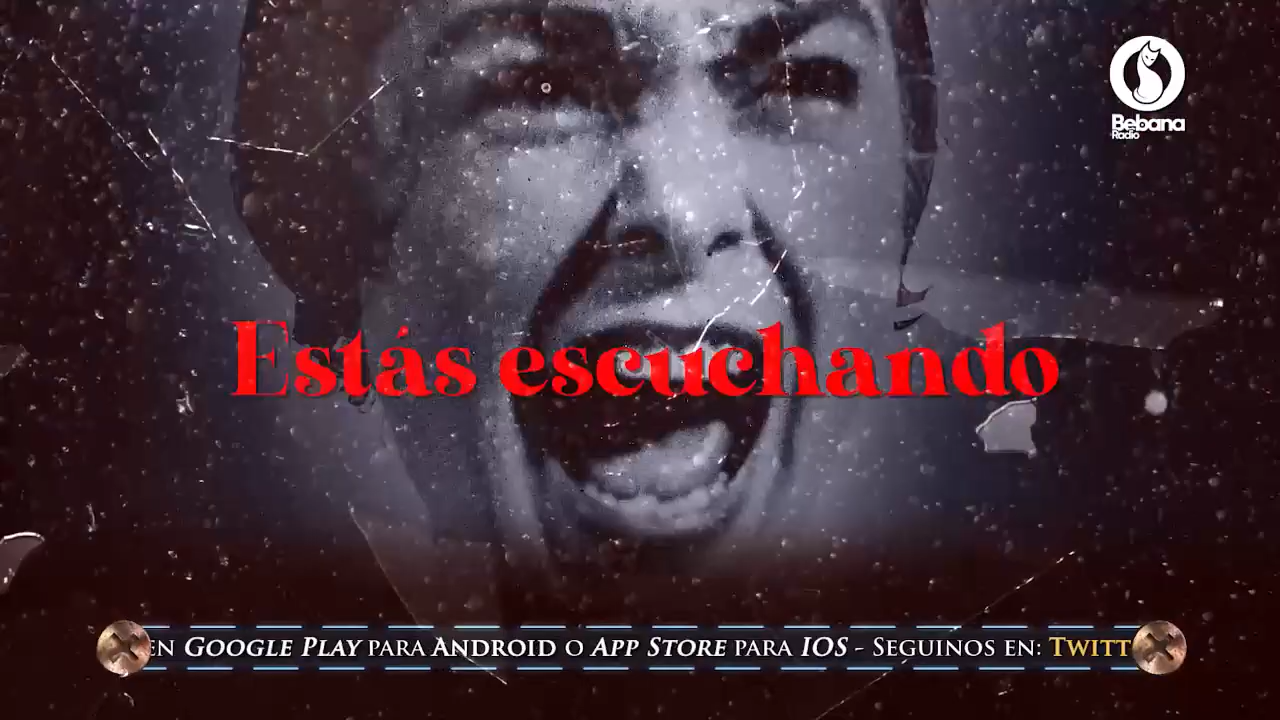 Bebana
Radio
Estás escuchando
EN GOOGLE PLAY PARA ANDROID O APP STORE PARA IOS - SEGUINOS EN: TWITT